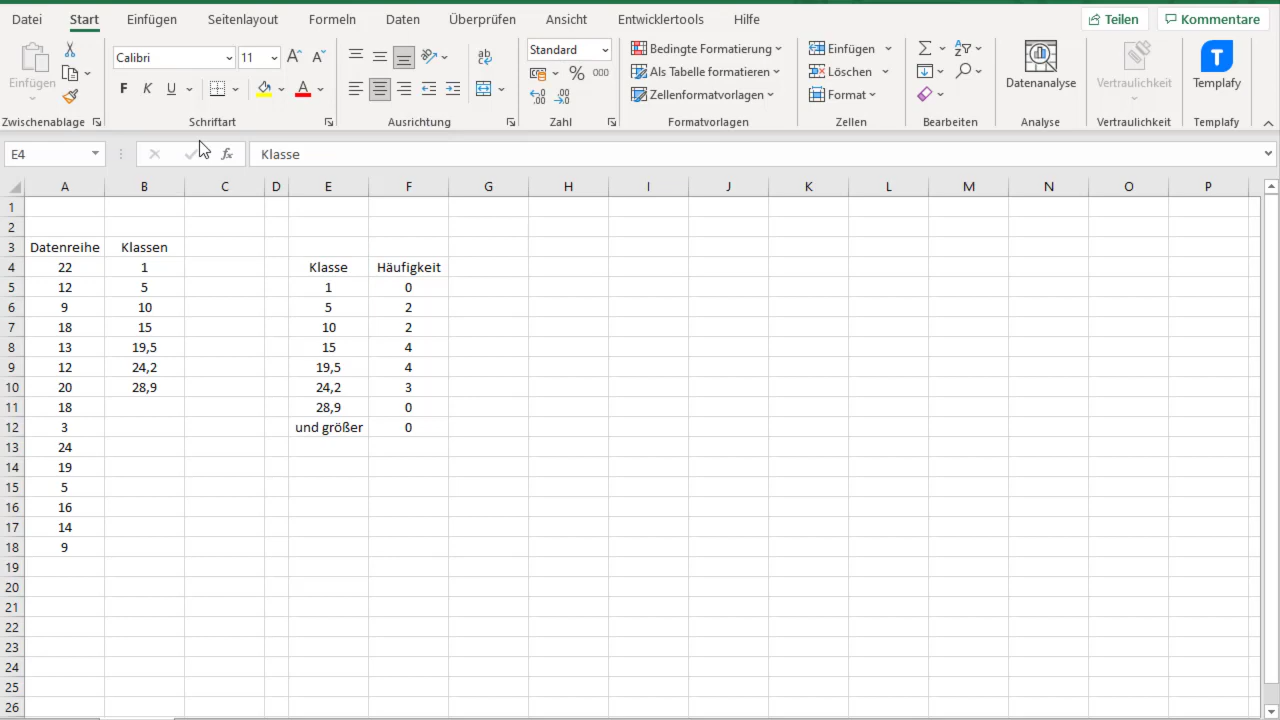 Datei Start Einfügen Seitenlayout Formeln Daten Überprüfen Ansicht Entwicklertools Hilfe Teilen Kommentare
Einfügen
Calibri 11
F K U
Standard
% 000
Bedingte Formatierung
Als Tabelle formatieren
Zellenformatvorlagen
Einfügen
Löschen
Format
Datenanalyse
Vertraulichkeit
Templafy
Zwischenablage Schriftart Ausrichtung Zahl Formatvorlagen Zellen Bearbeiten Analyse Vertraulichkeit Templafy
E4 fx Klasse
A B C D E F G H I J K L M N O P
1
2
3 Datenreihe Klassen
4 22 1 Klasse Häufigkeit
5 12 5 1 0
6 9 10 5 2
7 18 15 10 2
8 13 19,5 15 4
9 12 24,2 19,5 4
10 20 28,9 24,2 3
11 18 28,9 0
12 3 und größer 0
13 24
14 19
15 5
16 16
17 14
18 9
19
20
21
22
23
24
25
26